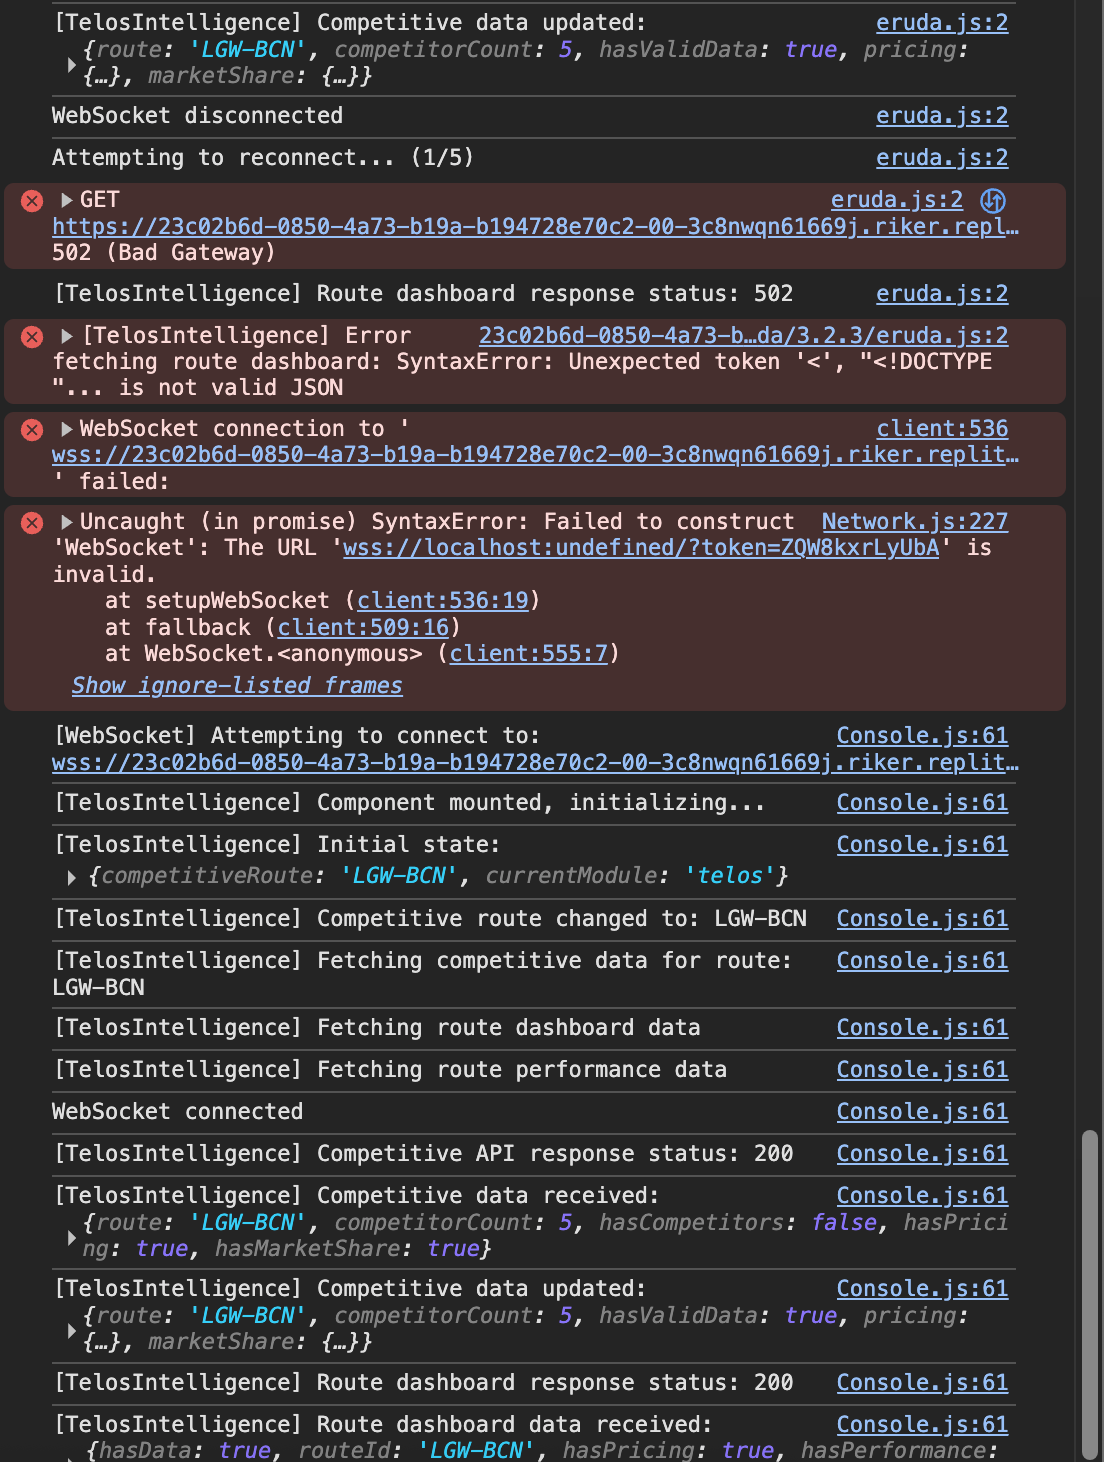 [TelosIntelligence] Competitive data updated: eruda.js:2
{route: 'LGW-BCN', competitorCount: 5, hasValidData: true, pricing:
{…}, marketShare: {…}}
WebSocket disconnected eruda.js:2
Attempting to reconnect... (1/5) eruda.js:2
GET eruda.js:2
https://23c02b6d-0850-4a73-b19a-b194728e70c2-00-3c8nwqn61669j.riker.repl…
502 (Bad Gateway)
[TelosIntelligence] Route dashboard response status: 502 eruda.js:2
[TelosIntelligence] Error 23c02b6d-0850-4a73-b…da/3.2.3/eruda.js:2
fetching route dashboard: SyntaxError: Unexpected token '<', "<!DOCTYPE
"... is not valid JSON
WebSocket connection to ' client:536
wss://23c02b6d-0850-4a73-b19a-b194728e70c2-00-3c8nwqn61669j.riker.replit…
' failed:
Uncaught (in promise) SyntaxError: Failed to construct Network.js:227
'WebSocket': The URL 'wss://localhost:undefined/?token=ZQW8kxrLyUbA' is
invalid.
at setupWebSocket (client:536:19)
at fallback (client:509:16)
at WebSocket.<anonymous> (client:555:7)
Show ignore-listed frames
[WebSocket] Attempting to connect to: Console.js:61
wss://23c02b6d-0850-4a73-b19a-b194728e70c2-00-3c8nwqn61669j.riker.replit…
[TelosIntelligence] Component mounted, initializing... Console.js:61
[TelosIntelligence] Initial state: Console.js:61
{competitiveRoute: 'LGW-BCN', currentModule: 'telos'}
[TelosIntelligence] Competitive route changed to: LGW-BCN Console.js:61
[TelosIntelligence] Fetching competitive data for route: Console.js:61
LGW-BCN
[TelosIntelligence] Fetching route dashboard data Console.js:61
[TelosIntelligence] Fetching route performance data Console.js:61
WebSocket connected Console.js:61
[TelosIntelligence] Competitive API response status: 200 Console.js:61
[TelosIntelligence] Competitive data received: Console.js:61
{route: 'LGW-BCN', competitorCount: 5, hasCompetitors: false, hasPrici
ng: true, hasMarketShare: true}
[TelosIntelligence] Competitive data updated: Console.js:61
{route: 'LGW-BCN', competitorCount: 5, hasValidData: true, pricing:
{…}, marketShare: {…}}
[TelosIntelligence] Route dashboard response status: 200 Console.js:61
[TelosIntelligence] Route dashboard data received: Console.js:61
{hasData: true, routeId: 'LGW-BCN', hasPricing: true, hasPerformance: